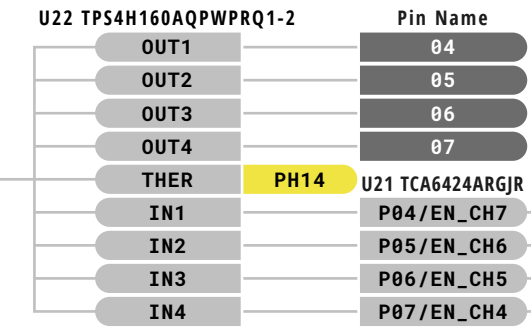 U22 TPS4H160AQPWPRQ1-2 Pin Name
OUT1 04
OUT2 05
OUT3 06
OUT4 07
THER PH14 U21 TCA6424ARGJR
IN1 P04/EN_CH7
IN2 P05/EN_CH6
IN3 P06/EN_CH5
IN4 P07/EN_CH4